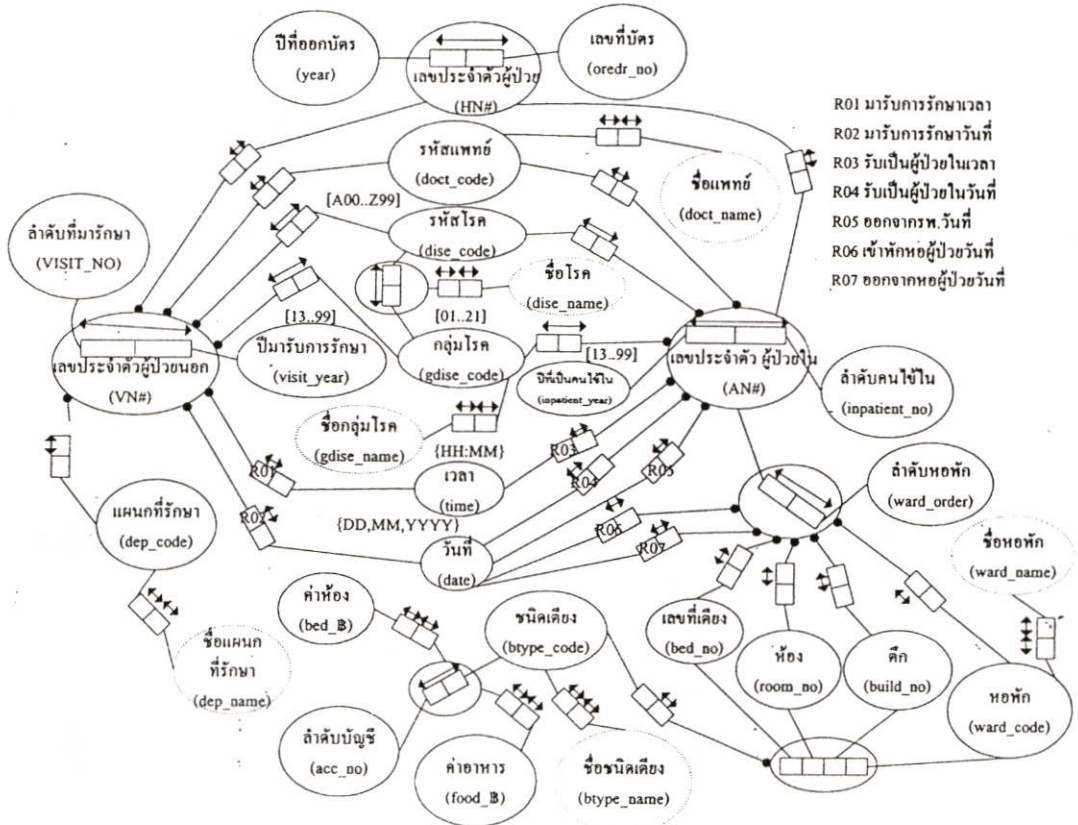 ปีที่ออกบัตร
(year)
เลขที่บัตร
(oredr_no)
เลขประจำตัวผู้ป่วย
(HN#)
R01 มารับการรักษาเวลา
R02 มารับการรักษาวันที่
R03 รับเป็นผู้ป่วยในเวลา
R04 รับเป็นผู้ป่วยในวันที่
R05 ออกจากรพ.วันที่
R06 เข้าพักหอผู้ป่วยวันที่
R07 ออกจากหอผู้ป่วยวันที่
รหัสแพทย์
(doct_code)
ชื่อแพทย์
(doct_name)
[A00..Z99]
ลำดับที่มารักษา
(VISIT_NO)
รหัสโรค
(dise_code)
ชื่อโรค
(dise_name)
[13..99]
[01..21]
เลขประจำตัวผู้ป่วยนอก
(VN#)
ปีมารับการรักษา
(visit_year)
กลุ่มโรค
(gdise_code)
[13..99]
ปีที่เป็นคนไข้ใน
(inpatient_year)
เลขประจำตัว ผู้ป่วยใน
(AN#)
ลำดับคนไข้ใน
(inpatient_no)
ชื่อกลุ่มโรค
(gdise_name)
{HH:MM}
R03
R01
เวลา
(time)
R04
R05
ลำดับหอพัก
(ward_order)
แผนกที่รักษา
(dep_code)
R02
{DD,MM,YYYY}
R06
R07
วันที่
(date)
ชื่อหอพัก
(ward_name)
ค่าห้อง
(bed_฿)
ชนิดเตียง
(btype_code)
เลขที่เตียง
(bed_no)
ห้อง
(room_no)
ตึก
(build_no)
หอพัก
(ward_code)
ชื่อแผนก
ที่รักษา
(dep_name)
ลำดับบัญชี
(acc_no)
ค่าอาหาร
(food_฿)
ชื่อชนิดเตียง
(btype_name)